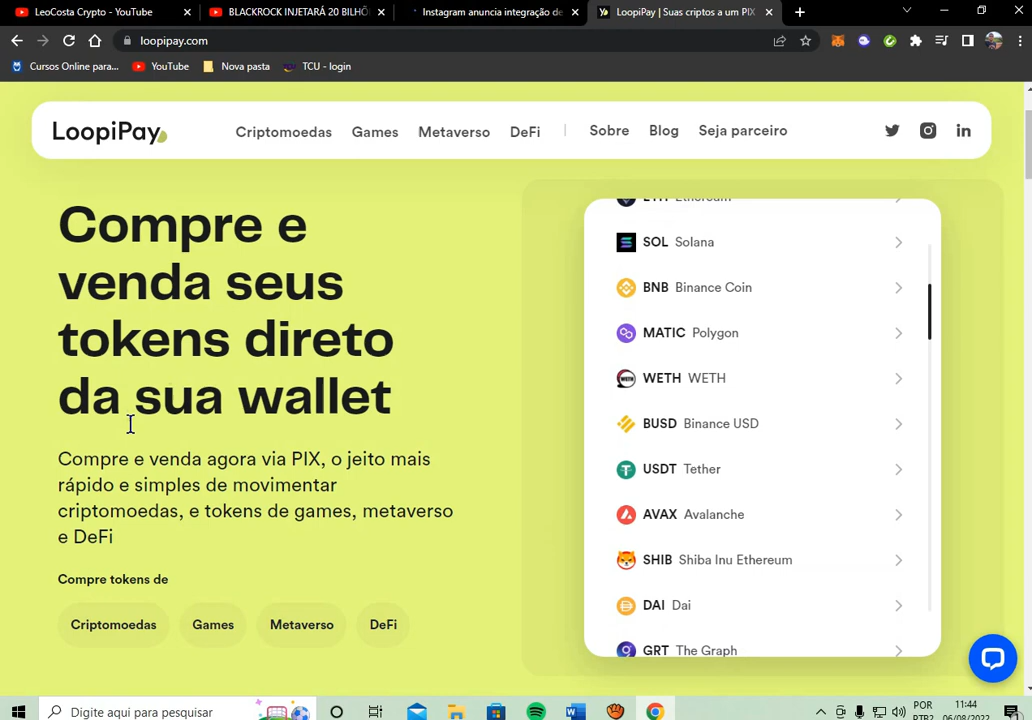 LeoCosta Crypto - YouTube
BLACKROCK INJETARÁ 20 BILHÕ
Instagram anuncia integração de
LoopiPay | Suas criptos a um PIX
loopipay.com
Cursos Online para...
YouTube
Nova pasta
TCU - login
LoopiPay
Criptomoedas
Games
Metaverso
DeFi
Sobre
Blog
Seja parceiro
Compre e
venda seus
tokens direto
da sua wallet
Compre e venda agora via PIX, o jeito mais
rápido e simples de movimentar
criptomoedas, e tokens de games, metaverso
e DeFi
Compre tokens de
Criptomoedas
Games
Metaverso
DeFi
ETH Ethereum
SOL Solana
BNB Binance Coin
MATIC Polygon
WETH WETH
BUSD Binance USD
USDT Tether
AVAX Avalanche
SHIB Shiba Inu Ethereum
DAI Dai
GRT The Graph
Digite aqui para pesquisar
POR
PTB2
11:44
06/08/2022